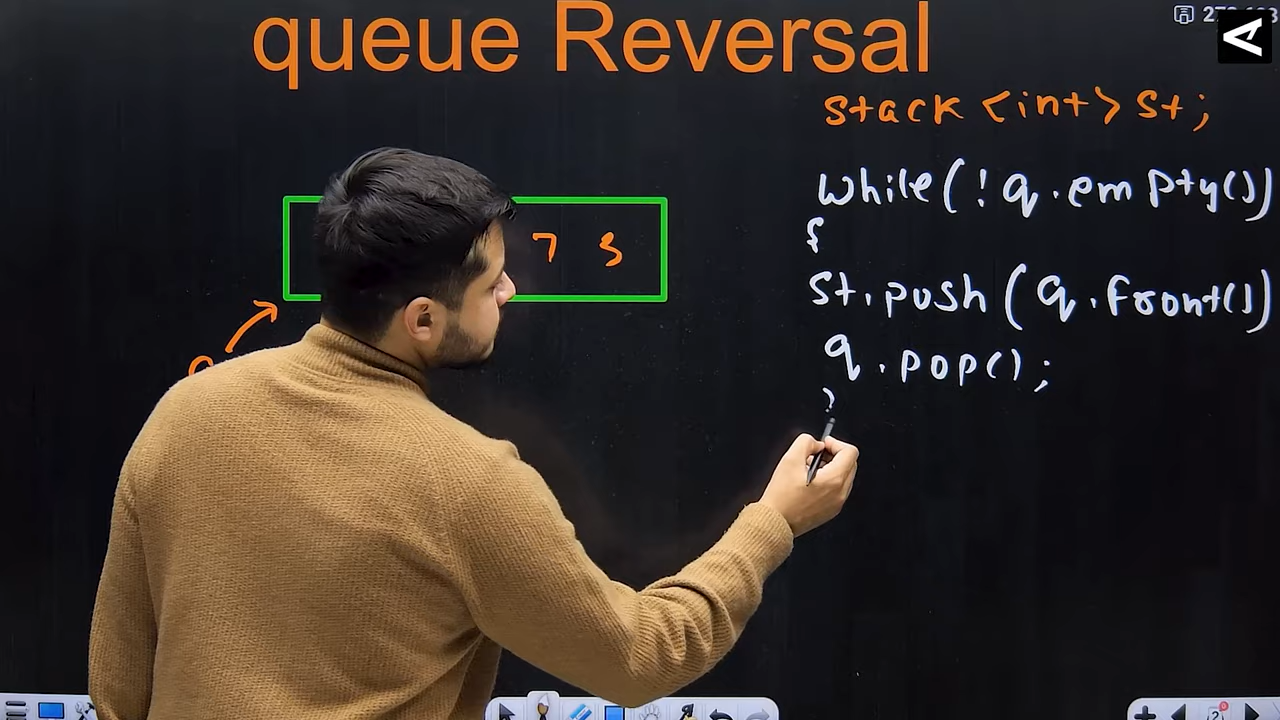 queue Reversal
stack <int> st;
while(!q.empty())
{
7 3
st.push(q.front())
q.pop();
}